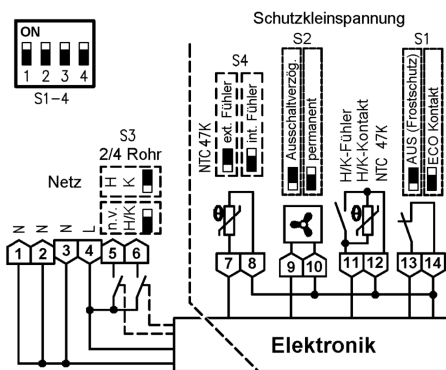 Schutzkleinspannung
ON
1 2 3 4
S1-4
S4
S2
S1
NTC 47K
ext. Fühler
int. Fühler
Ausschaltverzög.
permanent
H/K-Fühler
H/K-Kontakt
NTC 47K
AUS (Frostschutz)
ECO Kontakt
S3
2/4 Rohr
Netz
H K
n.v. H/K
N N N L
1 2 3 4 5 6
7 8 9 10 11 12 13 14
Elektronik